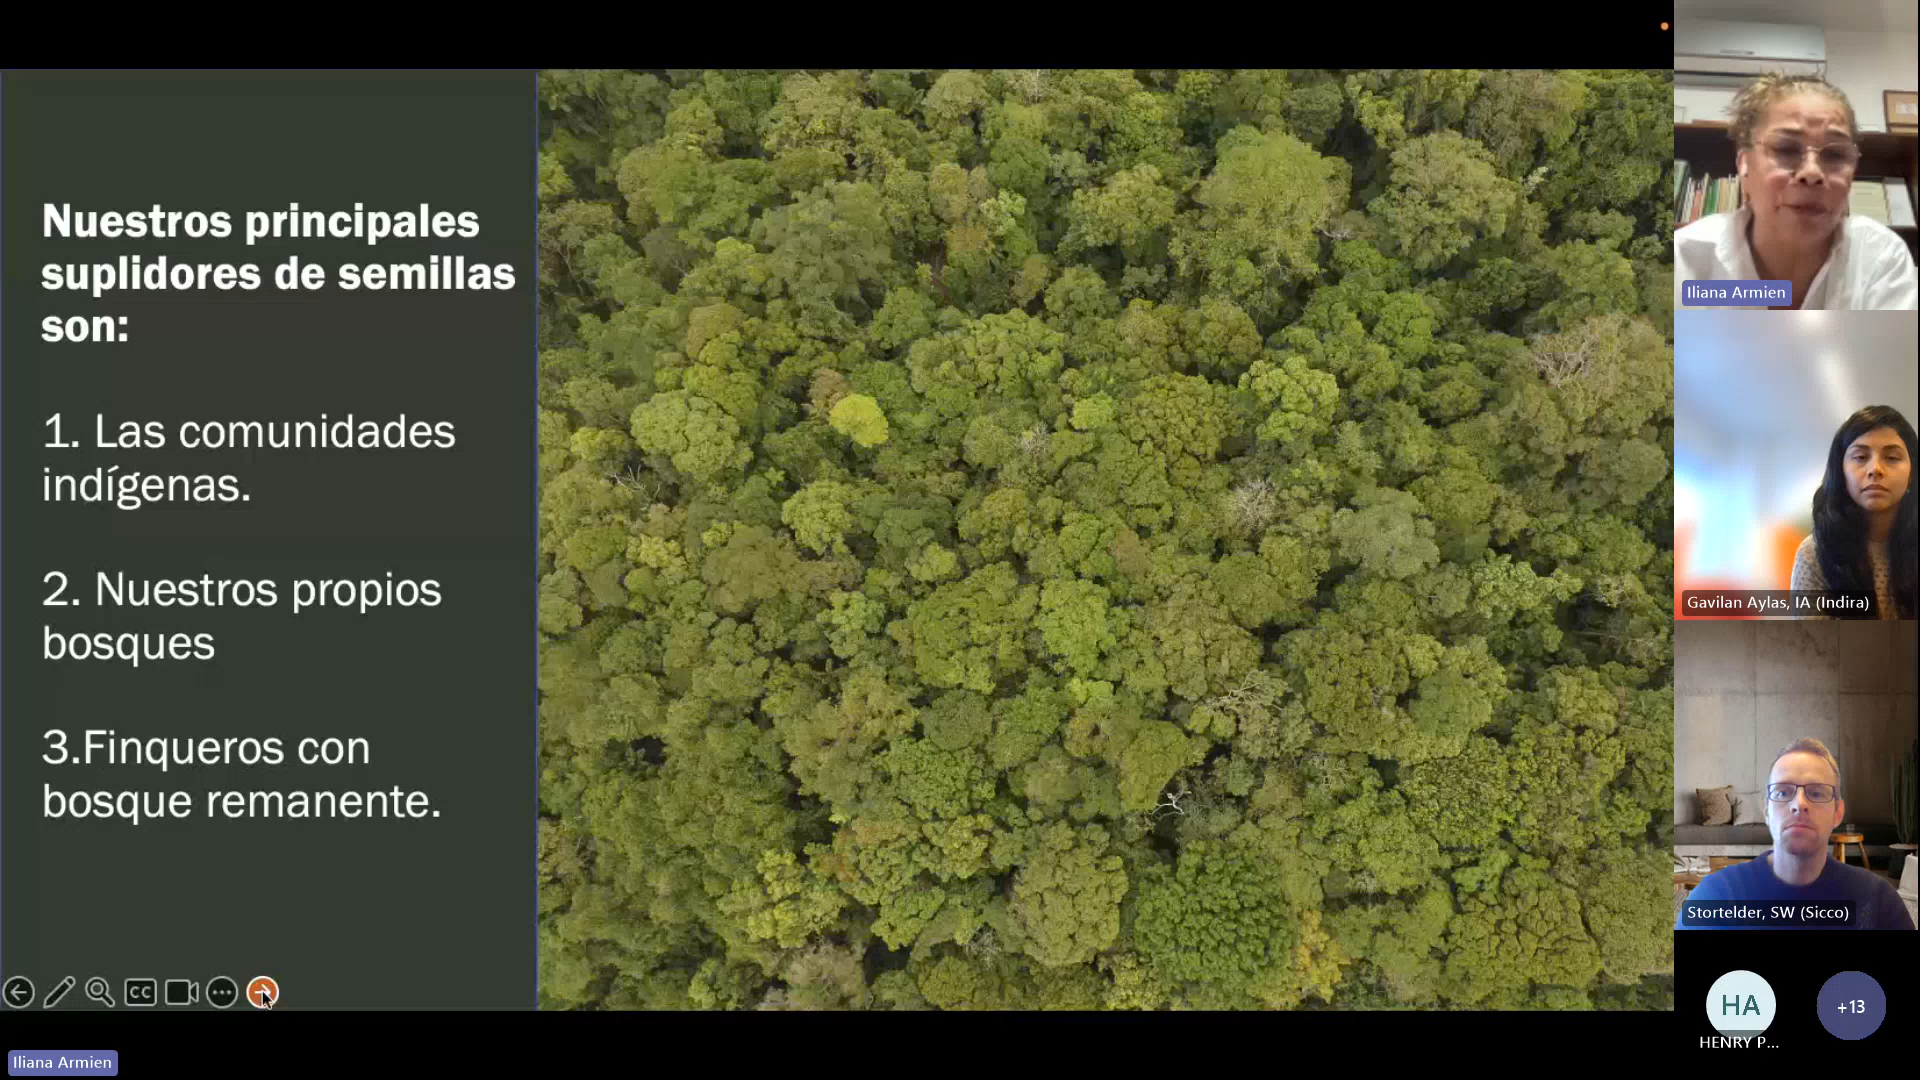 Nuestros principales
suplidores de semillas
son:
1. Las comunidades
indígenas.
2. Nuestros propios
bosques
3.Finqueros con
bosque remanente.
CC
Iliana Armien
Iliana Armien
Gavilan Aylas, IA (Indira)
Stortelder, SW (Sicco)
HA
HENRY P...
+13